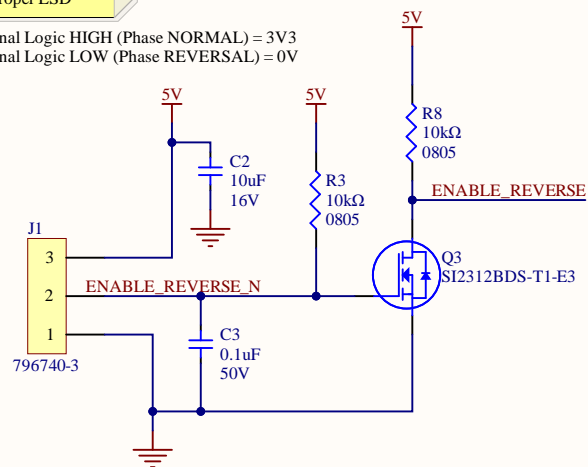 nal Logic HIGH (Phase NORMAL) = 3V3
nal Logic LOW (Phase REVERSAL) = 0V
5V
5V
5V
R8
10kΩ
0805
C2
10uF
16V
R3
10kΩ
0805
ENABLE_REVERSE
J1
3
2
1
796740-3
ENABLE_REVERSE_N
Q3
SI2312BDS-T1-E3
C3
0.1uF
50V